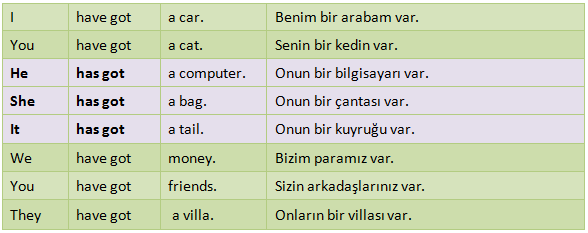 I have got a car. Benim bir arabam var.
You have got a cat. Senin bir kedin var.
He has got a computer. Onun bir bilgisayarı var.
She has got a bag. Onun bir çantası var.
It has got a tail. Onun bir kuyruğu var.
We have got money. Bizim paramız var.
You have got friends. Sizin arkadaşlarınız var.
They have got a villa. Onların bir villası var.